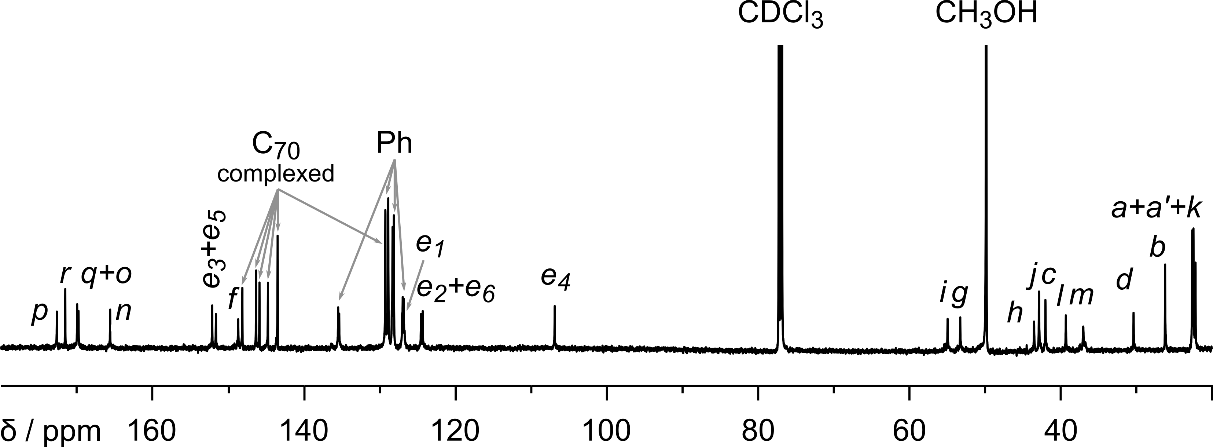 CDCl3 CH3OH
C70 Ph
complexed
a+a'+k
e3+e5 e1 b
r q+o e2+e6 e4 j c d
p n f i g h l m
δ / ppm 160 140 120 100 80 60 40